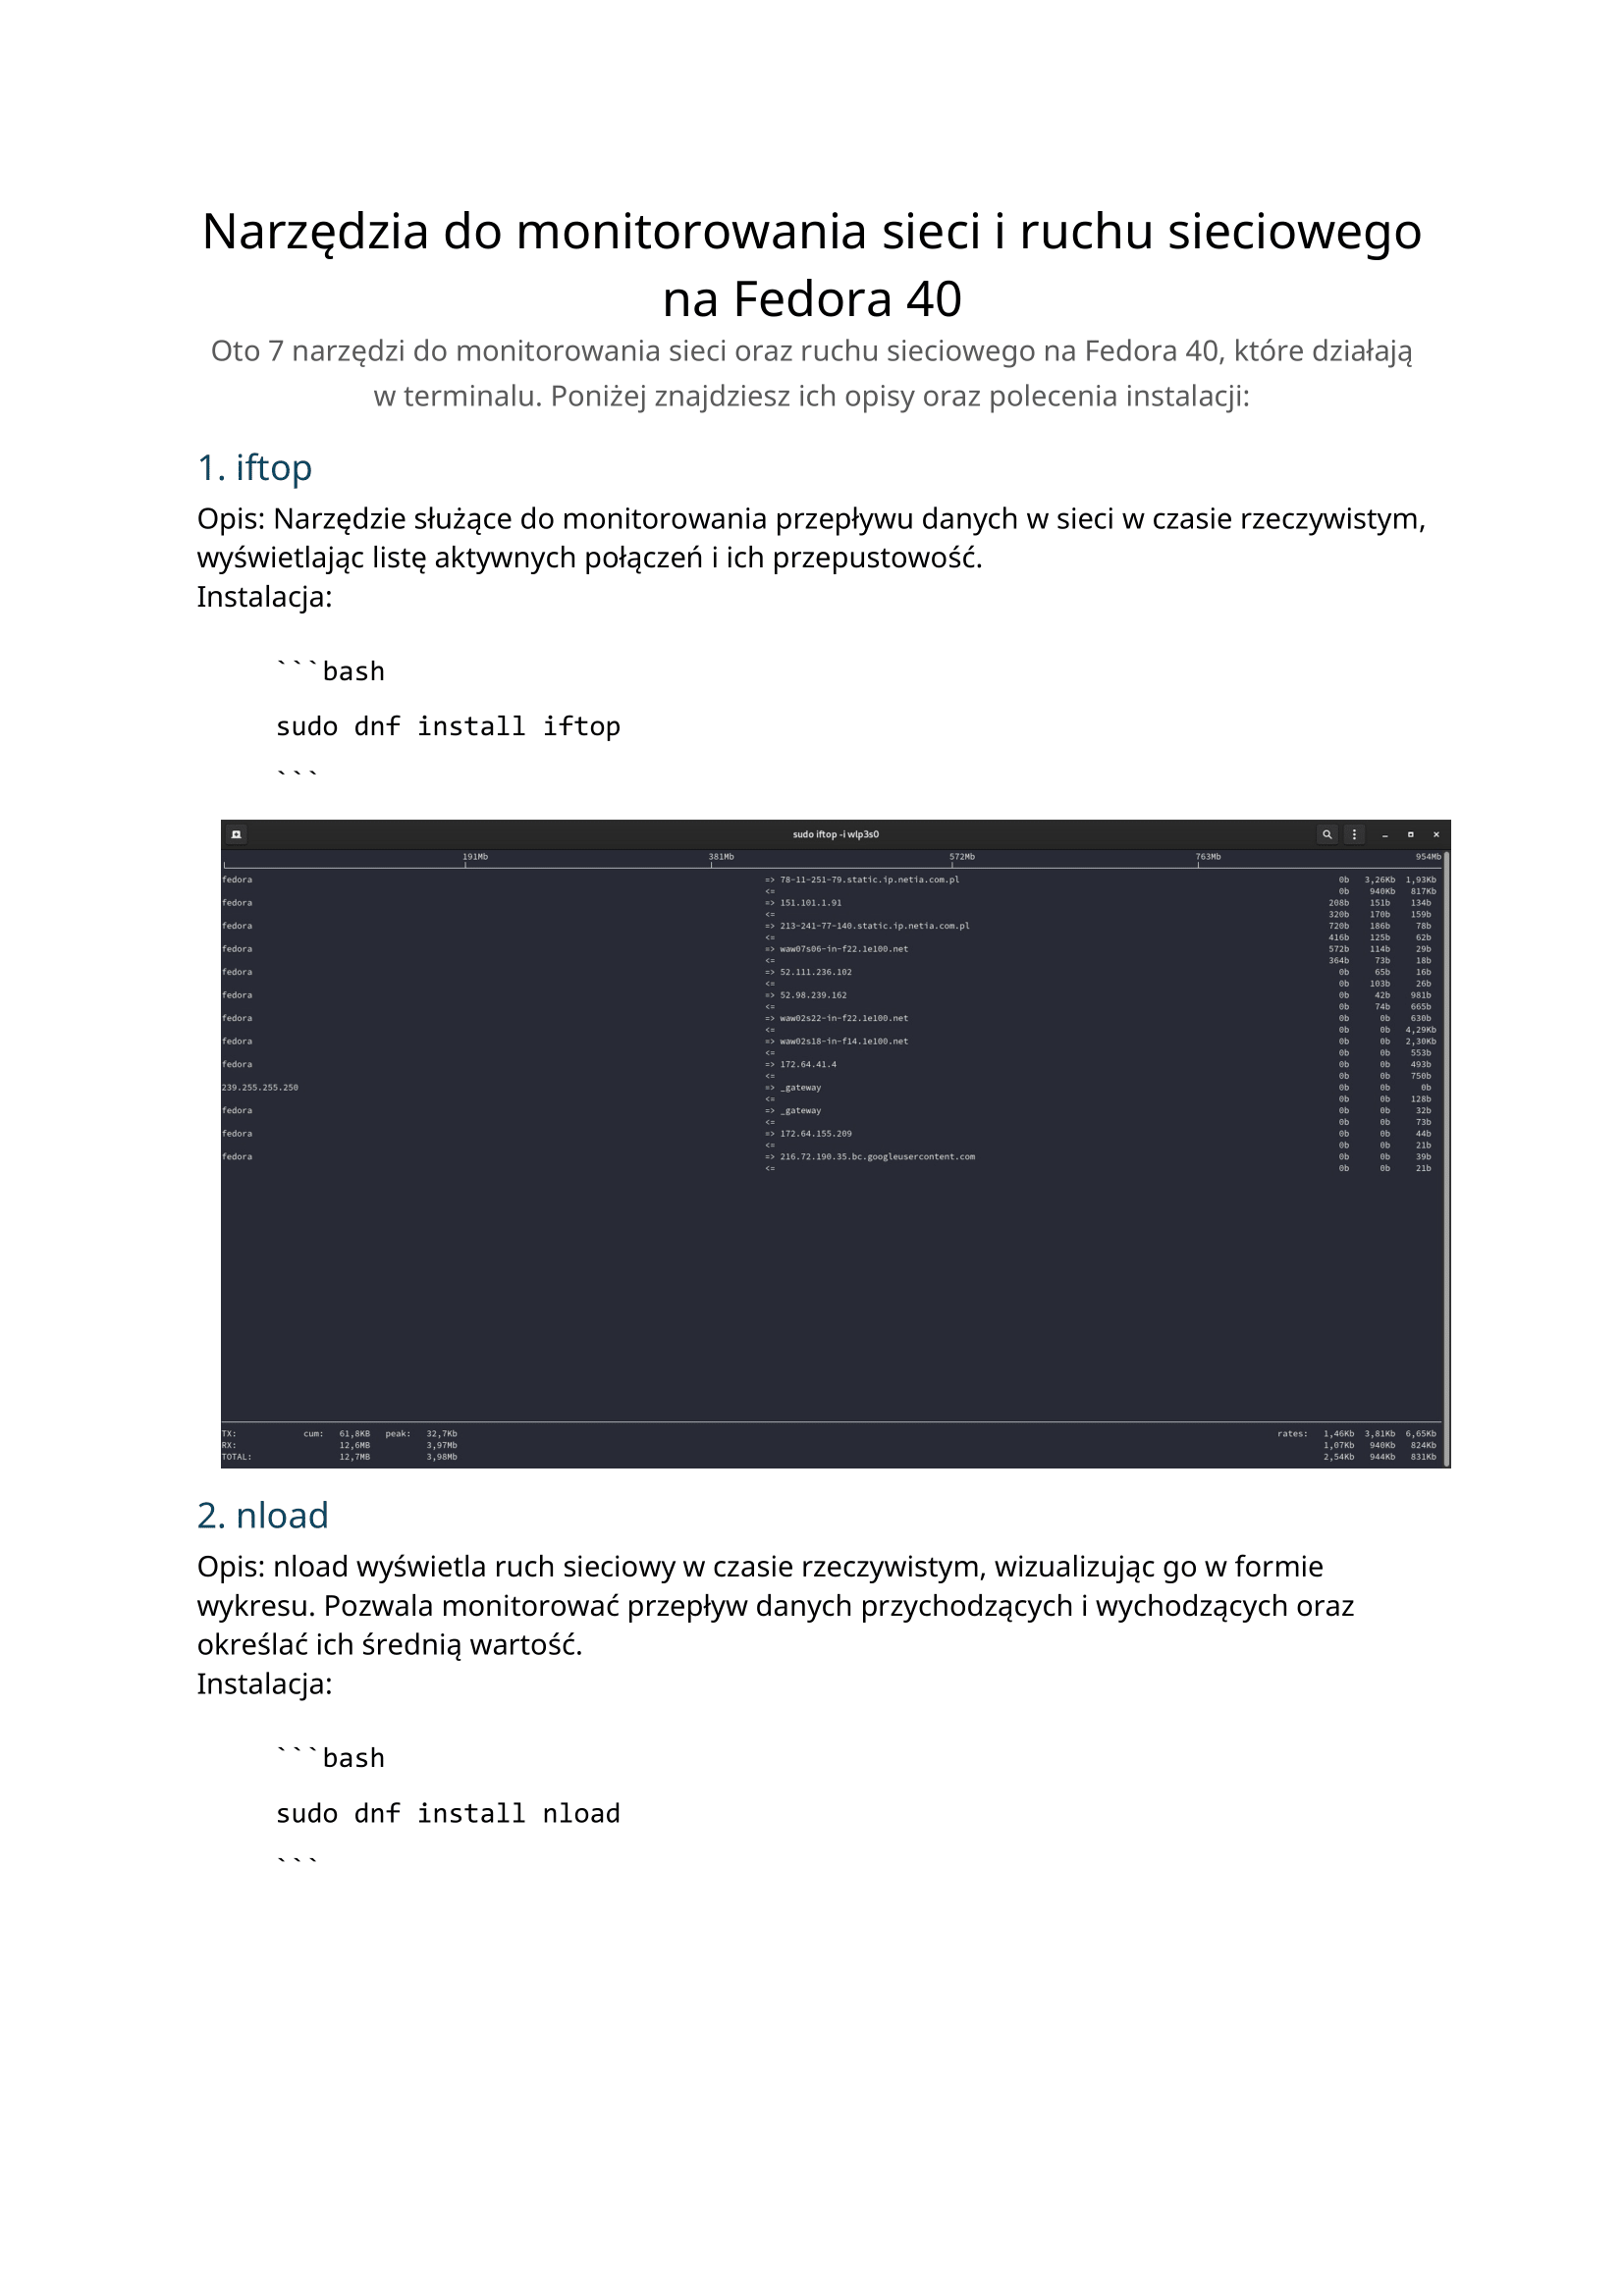 Narzędzia do monitorowania sieci i ruchu sieciowego
na Fedora 40
Oto 7 narzędzi do monitorowania sieci oraz ruchu sieciowego na Fedora 40, które działają
w terminalu. Poniżej znajdziesz ich opisy oraz polecenia instalacji:
1. iftop
Opis: Narzędzie służące do monitorowania przepływu danych w sieci w czasie rzeczywistym,
wyświetlając listę aktywnych połączeń i ich przepustowość.
Instalacja:
```bash
sudo dnf install iftop
```
sudo iftop -i wlp3s0
191Mb 381Mb 572Mb 763Mb 954Mb
fedora => 78-11-251-79.static.ip.netia.com.pl 0b 3,26Kb 1,93Kb
<= 0b 940Kb 817Kb
fedora => 151.101.1.91 208b 151b 134b
<= 320b 170b 159b
fedora => 213-241-77-140.static.ip.netia.com.pl 720b 186b 78b
<= 416b 125b 62b
fedora => waw07s06-in-f22.1e100.net 572b 114b 29b
<= 364b 73b 18b
fedora => 52.111.236.102 0b 65b 16b
<= 0b 103b 26b
fedora => 52.98.239.162 0b 42b 981b
<= 0b 74b 665b
fedora => waw02s22-in-f22.1e100.net 0b 0b 630b
<= 0b 0b 4,29Kb
fedora => waw02s18-in-f14.1e100.net 0b 0b 2,30Kb
<= 0b 0b 553b
fedora => 172.64.41.4 0b 0b 493b
<= 0b 0b 750b
239.255.255.250 => _gateway 0b 0b 0b
<= 0b 0b 128b
fedora => _gateway 0b 0b 32b
<= 0b 0b 73b
fedora => 172.64.155.209 0b 0b 44b
<= 0b 0b 21b
fedora => 216.72.190.35.bc.googleusercontent.com 0b 0b 39b
<= 0b 0b 21b
TX: cum: 61,8KB peak: 32,7Kb rates: 1,46Kb 3,81Kb 6,65Kb
RX: 12,6MB 3,97Mb 1,07Kb 940Kb 824Kb
TOTAL: 12,7MB 3,98Mb 2,54Kb 944Kb 831Kb
2. nload
Opis: nload wyświetla ruch sieciowy w czasie rzeczywistym, wizualizując go w formie
wykresu. Pozwala monitorować przepływ danych przychodzących i wychodzących oraz
określać ich średnią wartość.
Instalacja:
```bash
sudo dnf install nload
```